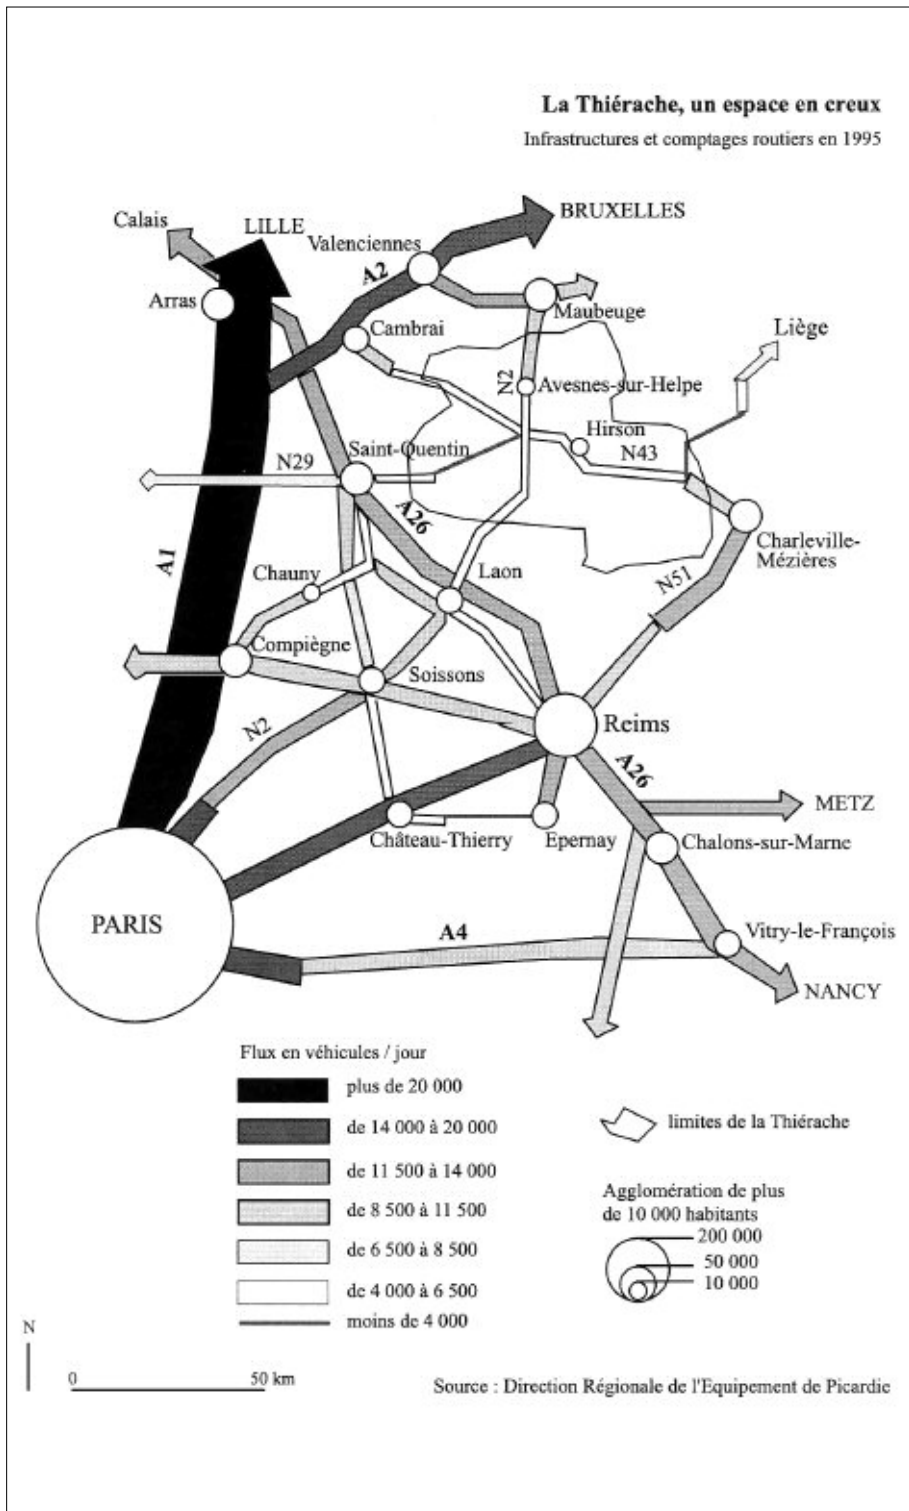 La Thiérache, un espace en creux
Infrastructures et comptages routiers en 1995
BRUXELLES
Calais
LILLE
Valenciennes
A2
Arras
Maubeuge
Cambrai
Liège
N2
Avesnes-sur-Helpe
Hirson
Saint-Quentin
N43
N29
A26
A1
Charleville-
Mézières
Chauny
Laon
N51
Compiègne
Soissons
Reims
N2
A26
METZ
Château-Thierry
Epernay
Chalons-sur-Marne
PARIS
A4
Vitry-le-François
NANCY
Flux en véhicules / jour
plus de 20 000
de 14 000 à 20 000
de 11 500 à 14 000
de 8 500 à 11 500
de 6 500 à 8 500
de 4 000 à 6 500
moins de 4 000
limites de la Thiérache
Agglomération de plus
de 10 000 habitants
200 000
50 000
10 000
N
0
50 km
Source : Direction Régionale de l'Equipement de Picardie